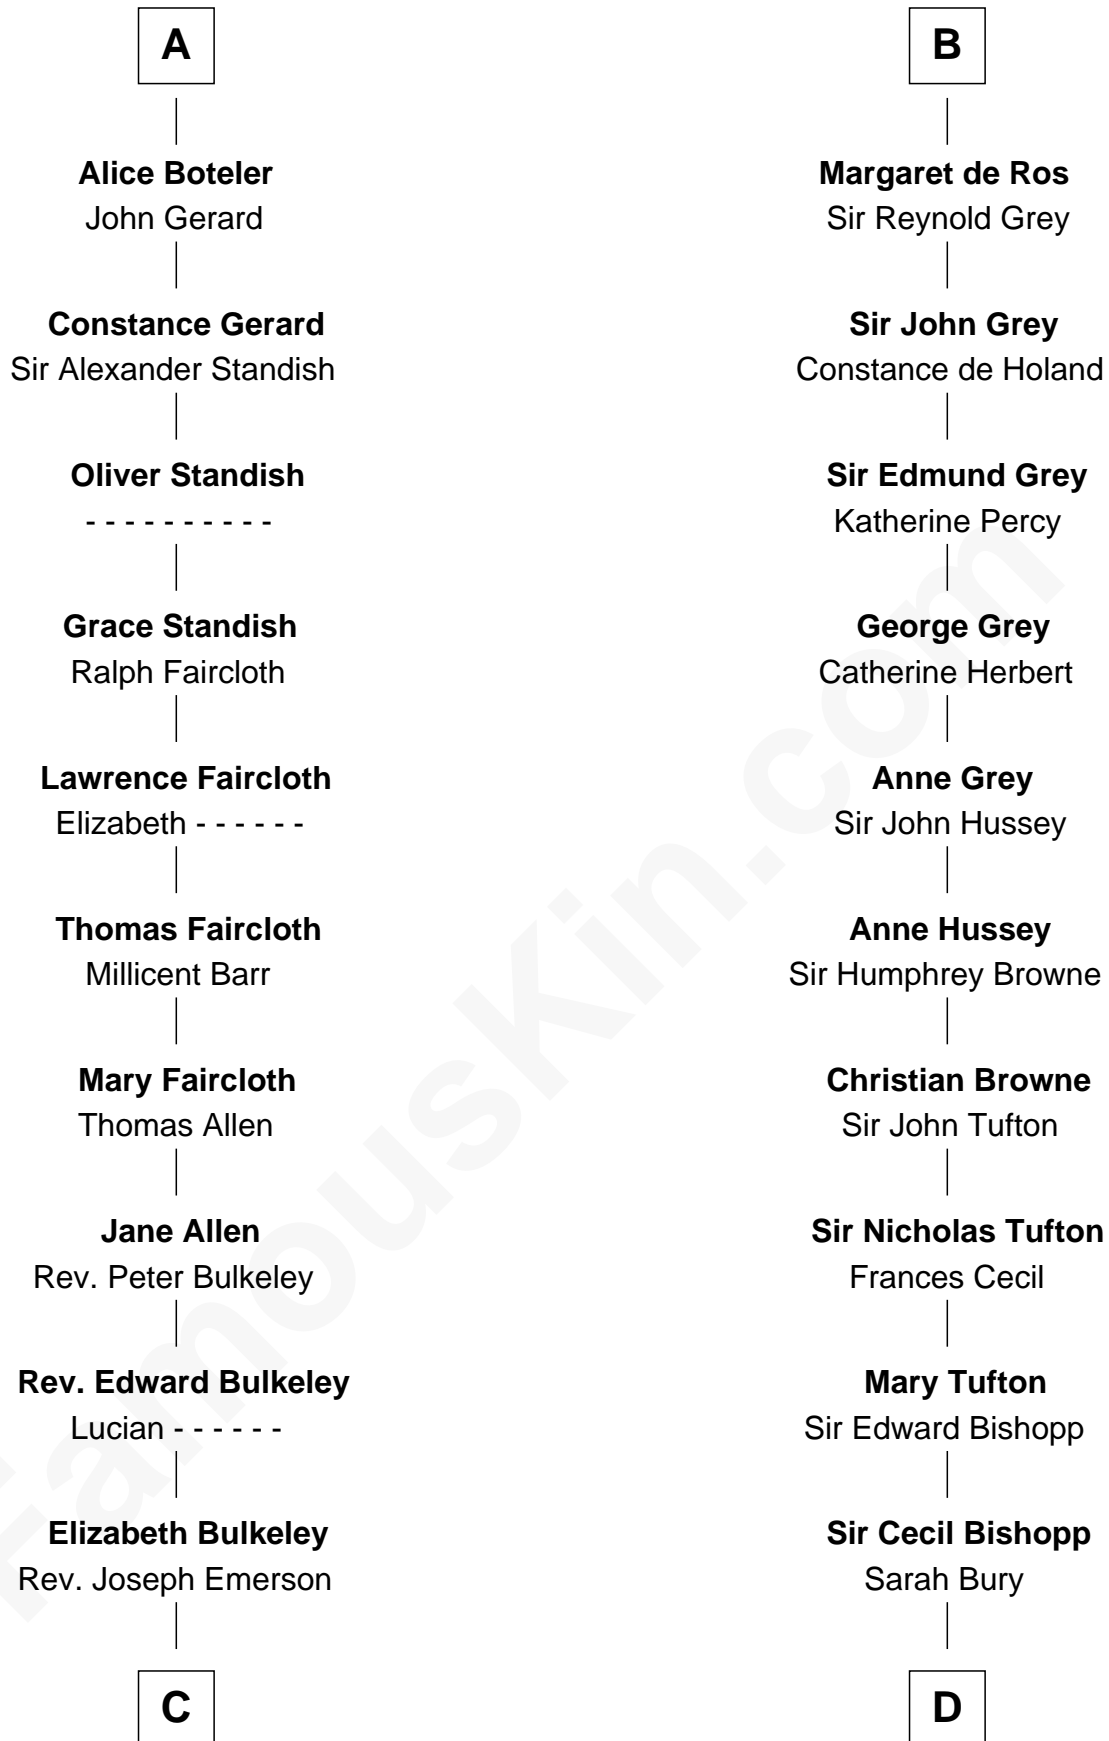 A
Alice Boteler
John Gerard
Constance Gerard
Sir Alexander Standish
Oliver Standish
- - - - - - - - - -
Grace Standish
Ralph Faircloth
Lawrence Faircloth
Elizabeth - - - - - -
Thomas Faircloth
Millicent Barr
Mary Faircloth
Thomas Allen
Jane Allen
Rev. Peter Bulkeley
Rev. Edward Bulkeley
Lucian - - - - - -
Elizabeth Bulkeley
Rev. Joseph Emerson
C
B
Margaret de Ros
Sir Reynold Grey
Sir John Grey
Constance de Holand
Sir Edmund Grey
Katherine Percy
George Grey
Catherine Herbert
Anne Grey
Sir John Hussey
Anne Hussey
Sir Humphrey Browne
Christian Browne
Sir John Tufton
Sir Nicholas Tufton
Frances Cecil
Mary Tufton
Sir Edward Bishopp
Sir Cecil Bishopp
Sarah Bury
D
FamousKin.com